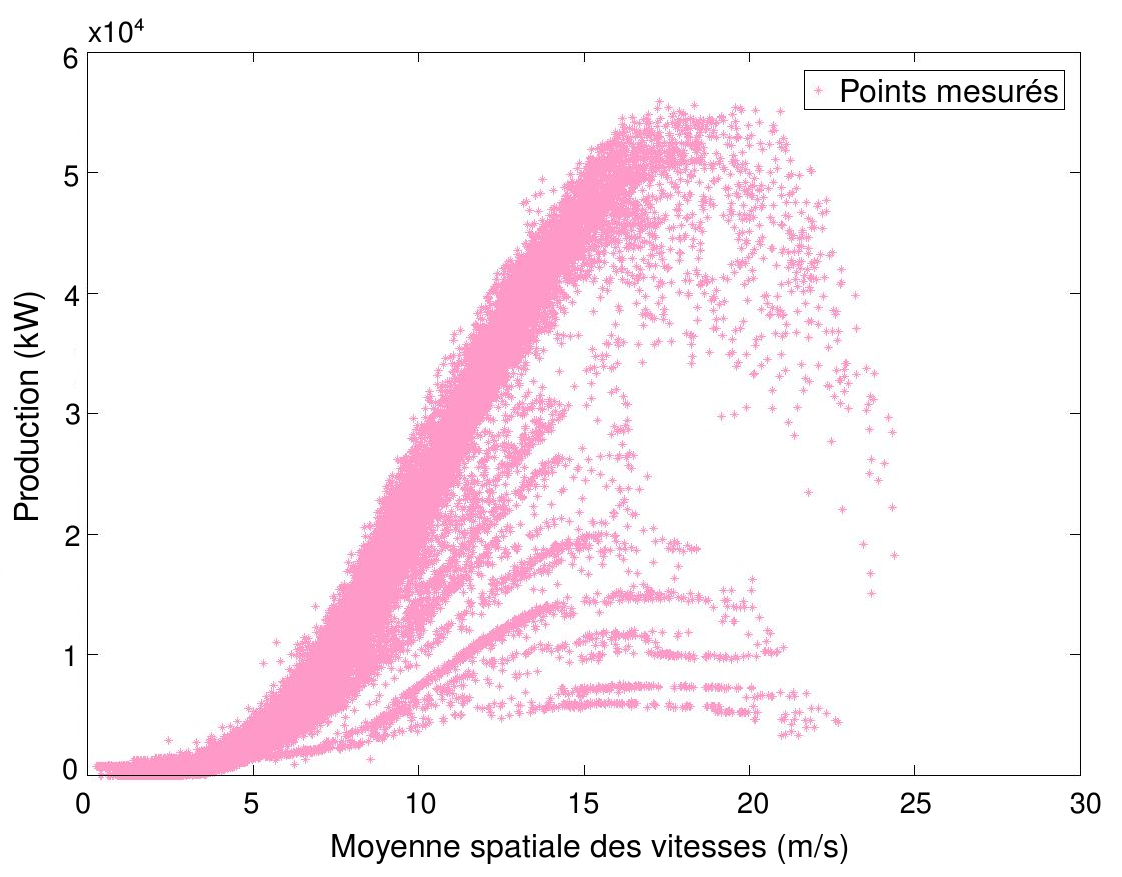 x10⁴
6
Points mesurés
5
4
3
2
1
0
Production (kW)
0 5 10 15 20 25 30
Moyenne spatiale des vitesses (m/s)